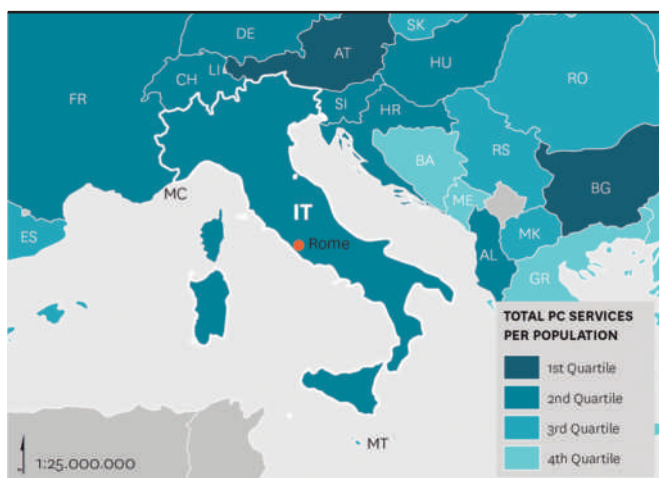 SK
DE
AT
LI
CH
HU
RO
FR
SI
HR
BA
RS
MC
ME
BG
IT
ES
Rome
MK
AL
GR
TOTAL PC SERVICES
PER POPULATION
1st Quartile
2nd Quartile
3rd Quartile
4th Quartile
MT
1:25.000.000